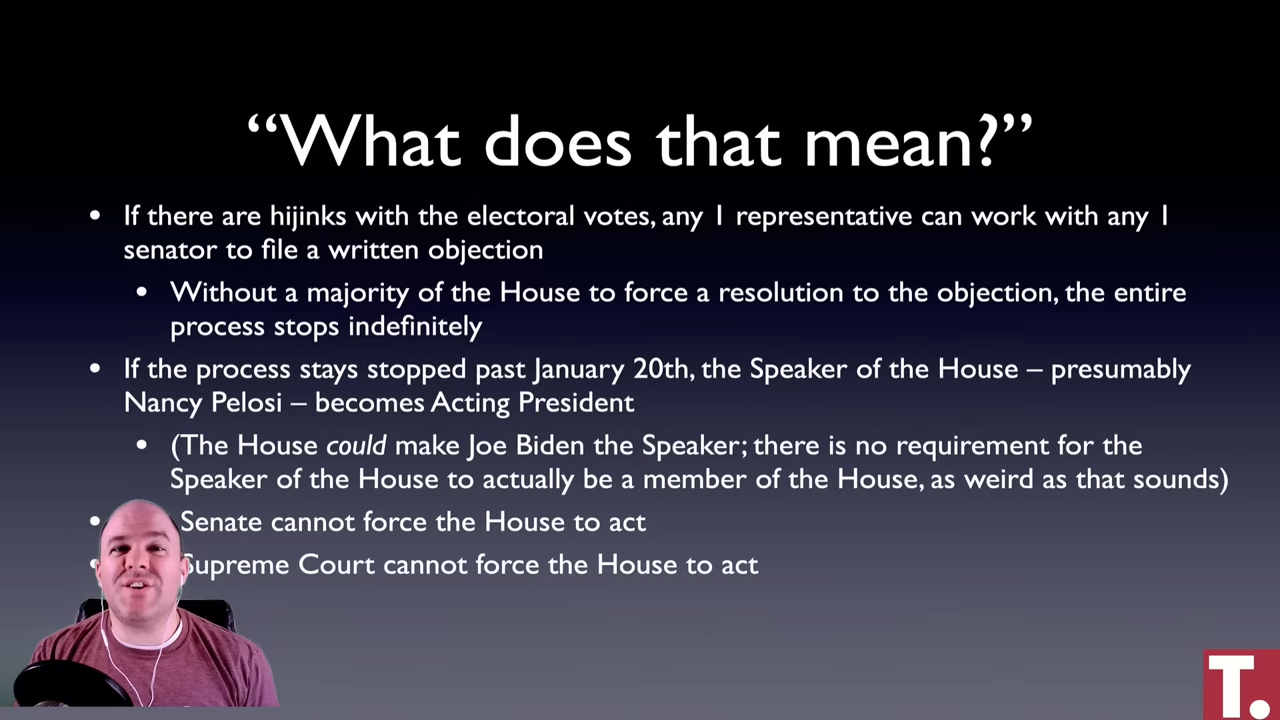 “What does that mean?”
• If there are hijinks with the electoral votes, any 1 representative can work with any 1
senator to file a written objection
• Without a majority of the House to force a resolution to the objection, the entire
process stops indefinitely
• If the process stays stopped past January 20th, the Speaker of the House – presumably
Nancy Pelosi – becomes Acting President
• (The House could make Joe Biden the Speaker; there is no requirement for the
Speaker of the House to actually be a member of the House, as weird as that sounds)
• Senate cannot force the House to act
• Supreme Court cannot force the House to act
T.